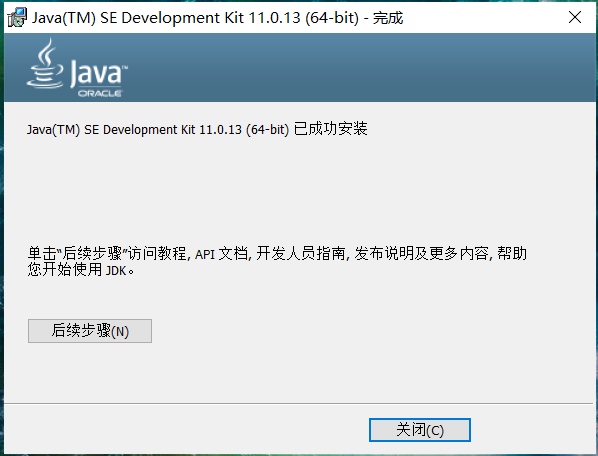 Java(TM) SE Development Kit 11.0.13 (64-bit) - 完成
Java™
ORACLE
Java(TM) SE Development Kit 11.0.13 (64-bit) 已成功安装
单击“后续步骤”访问教程, API 文档, 开发人员指南, 发布说明及更多内容, 帮助
您开始使用 JDK。
后续步骤(N)
关闭(C)